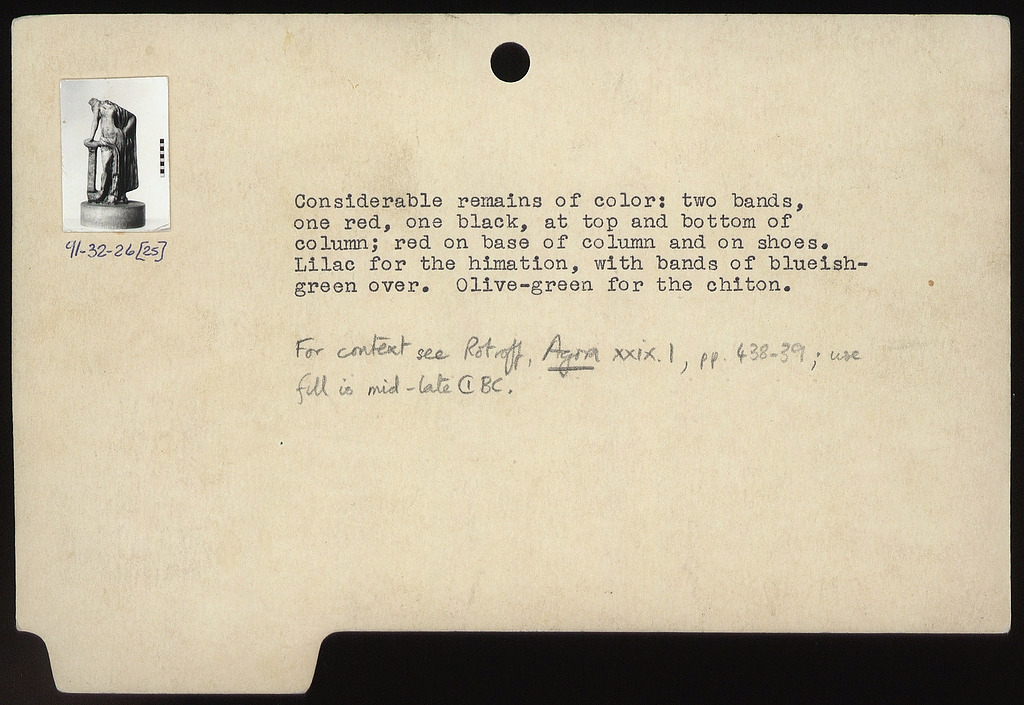 91-32-26[25]
Considerable remains of color: two bands,
one red, one black, at top and bottom of
column; red on base of column and on shoes.
Lilac for the himation, with bands of blueish-
green over. Olive-green for the chiton.
For context see Rotroff, Agora xxix.1, pp. 438-39; use
fill is mid-late C1 BC.